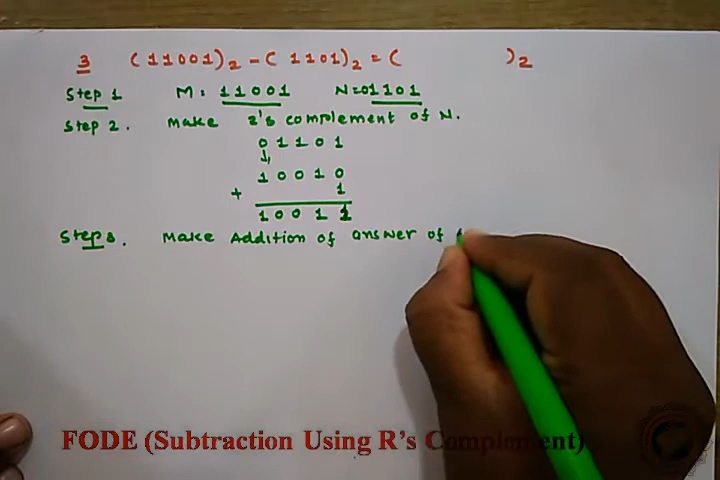 3 (11001)2 - ( 1101)2 = ( )2
Step 1 M: 11001 N=01101
Step 2. Make 2's complement of N.
01101
↓
10010
+ 1
10011
Step 3. Make Addition of answer of
FODE (Subtraction Using R's Complement)